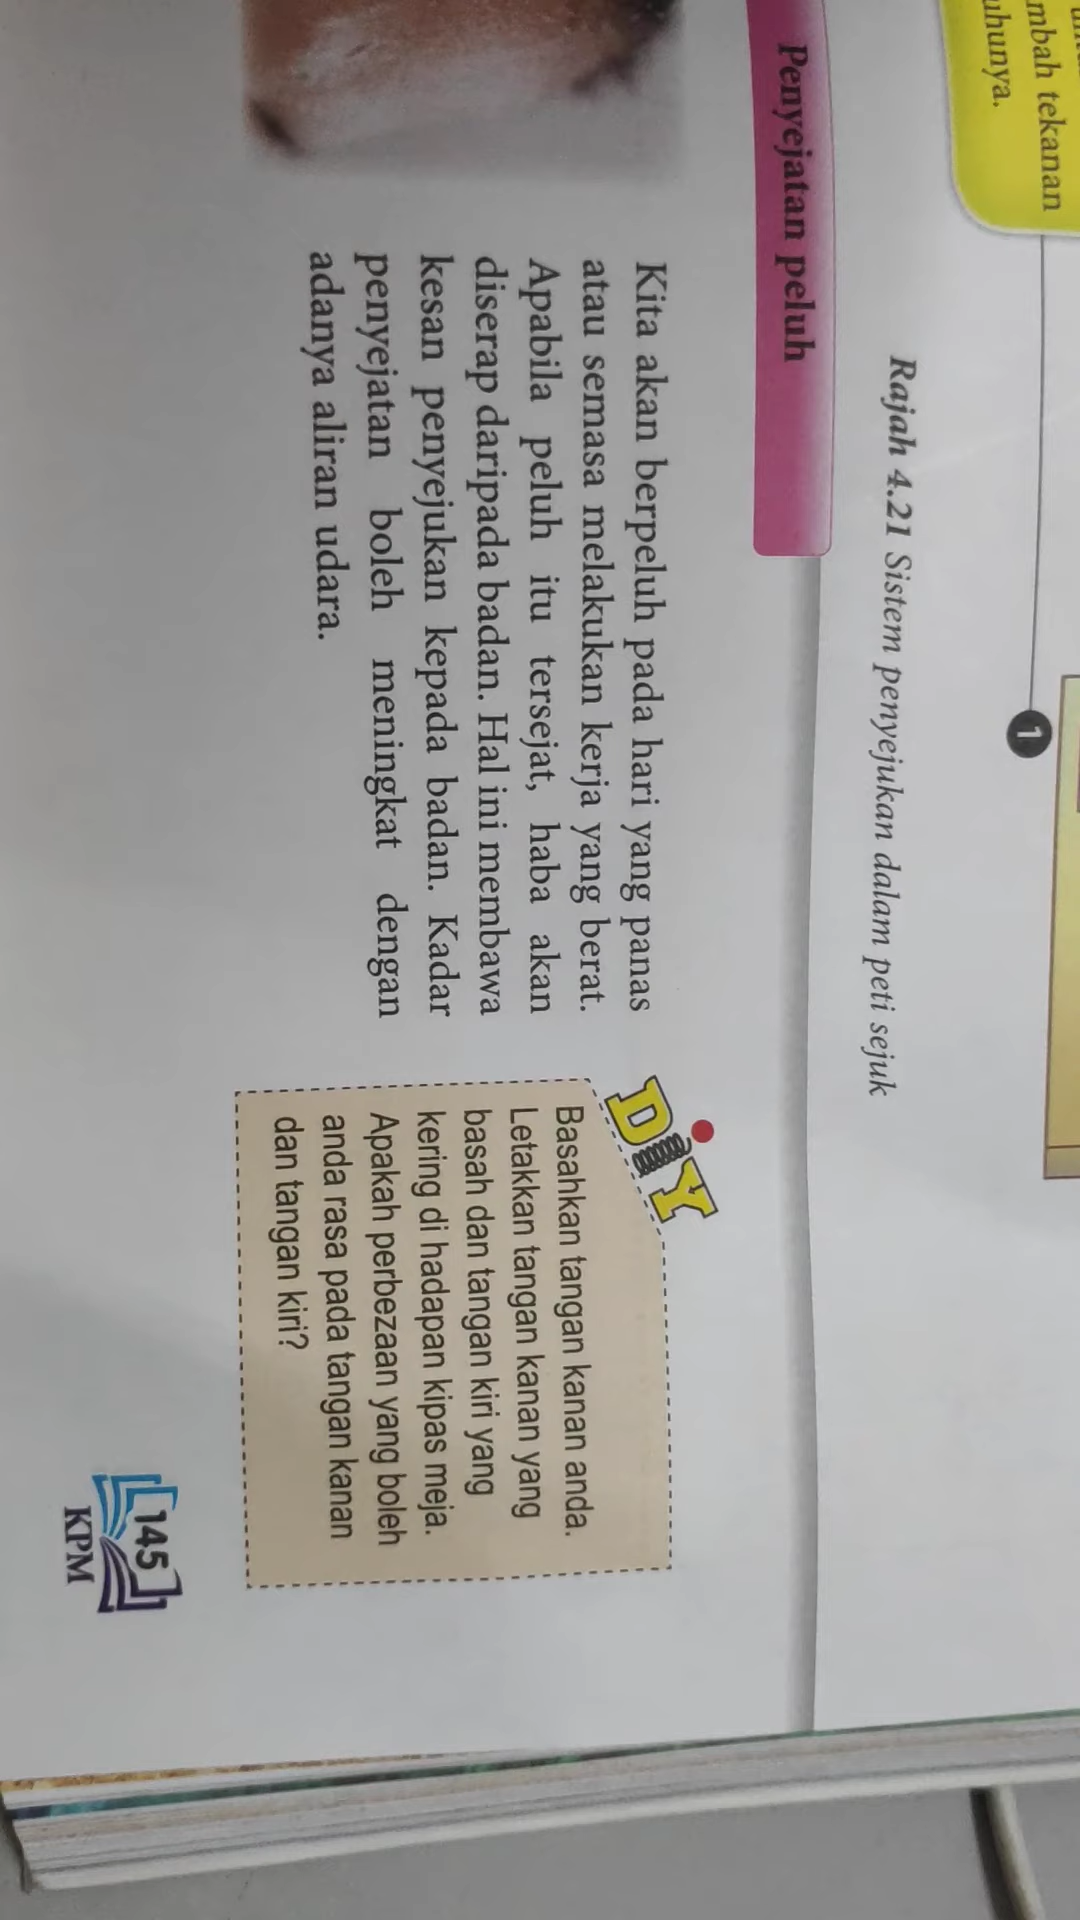 mbah tekanan
uhunya.
1
Rajah 4.21 Sistem penyejukan dalam peti sejuk
Penyejatan peluh
Kita akan berpeluh pada hari yang panas
atau semasa melakukan kerja yang berat.
Apabila peluh itu tersejat, haba akan
diserap daripada badan. Hal ini membawa
kesan penyejukan kepada badan. Kadar
penyejatan boleh meningkat dengan
adanya aliran udara.
DIY
Basahkan tangan kanan anda.
Letakkan tangan kanan yang
basah dan tangan kiri yang
kering di hadapan kipas meja.
Apakah perbezaan yang boleh
anda rasa pada tangan kanan
dan tangan kiri?
145
KPM